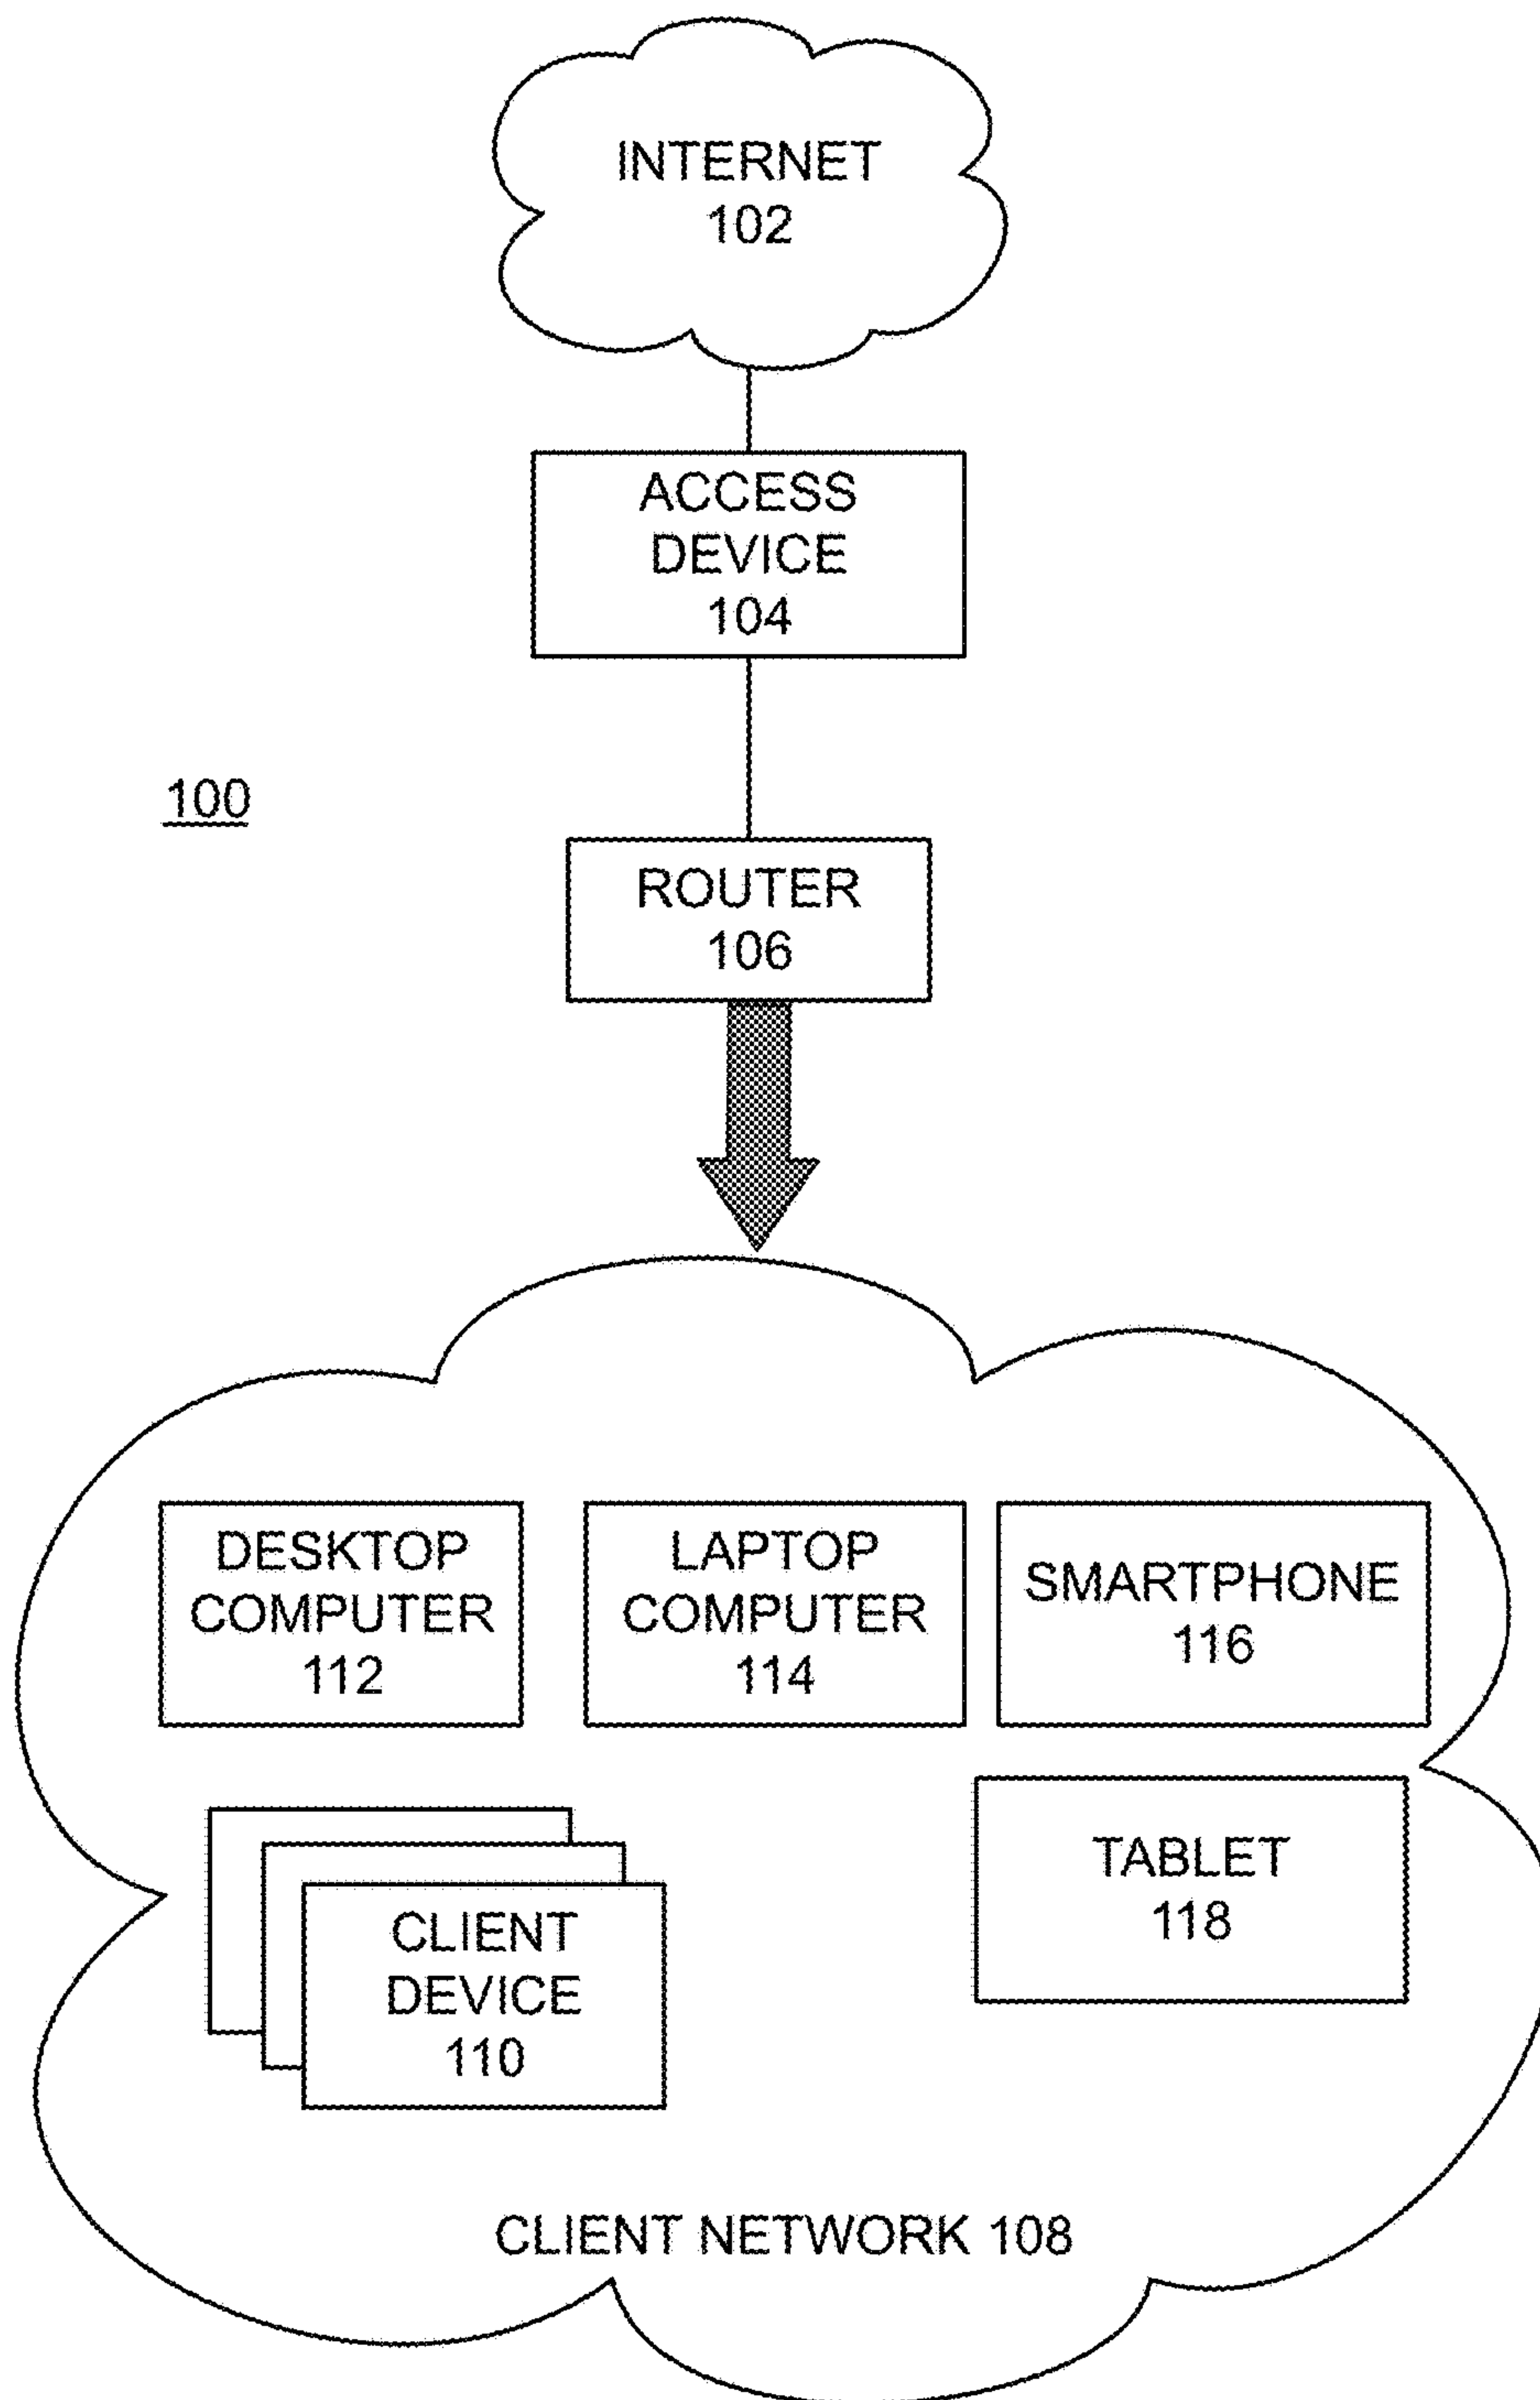 INTERNET
102
ACCESS
DEVICE
104
100
ROUTER
106
DESKTOP
COMPUTER
112
LAPTOP
COMPUTER
114
SMARTPHONE
116
CLIENT
DEVICE
110
TABLET
118
CLIENT NETWORK 108